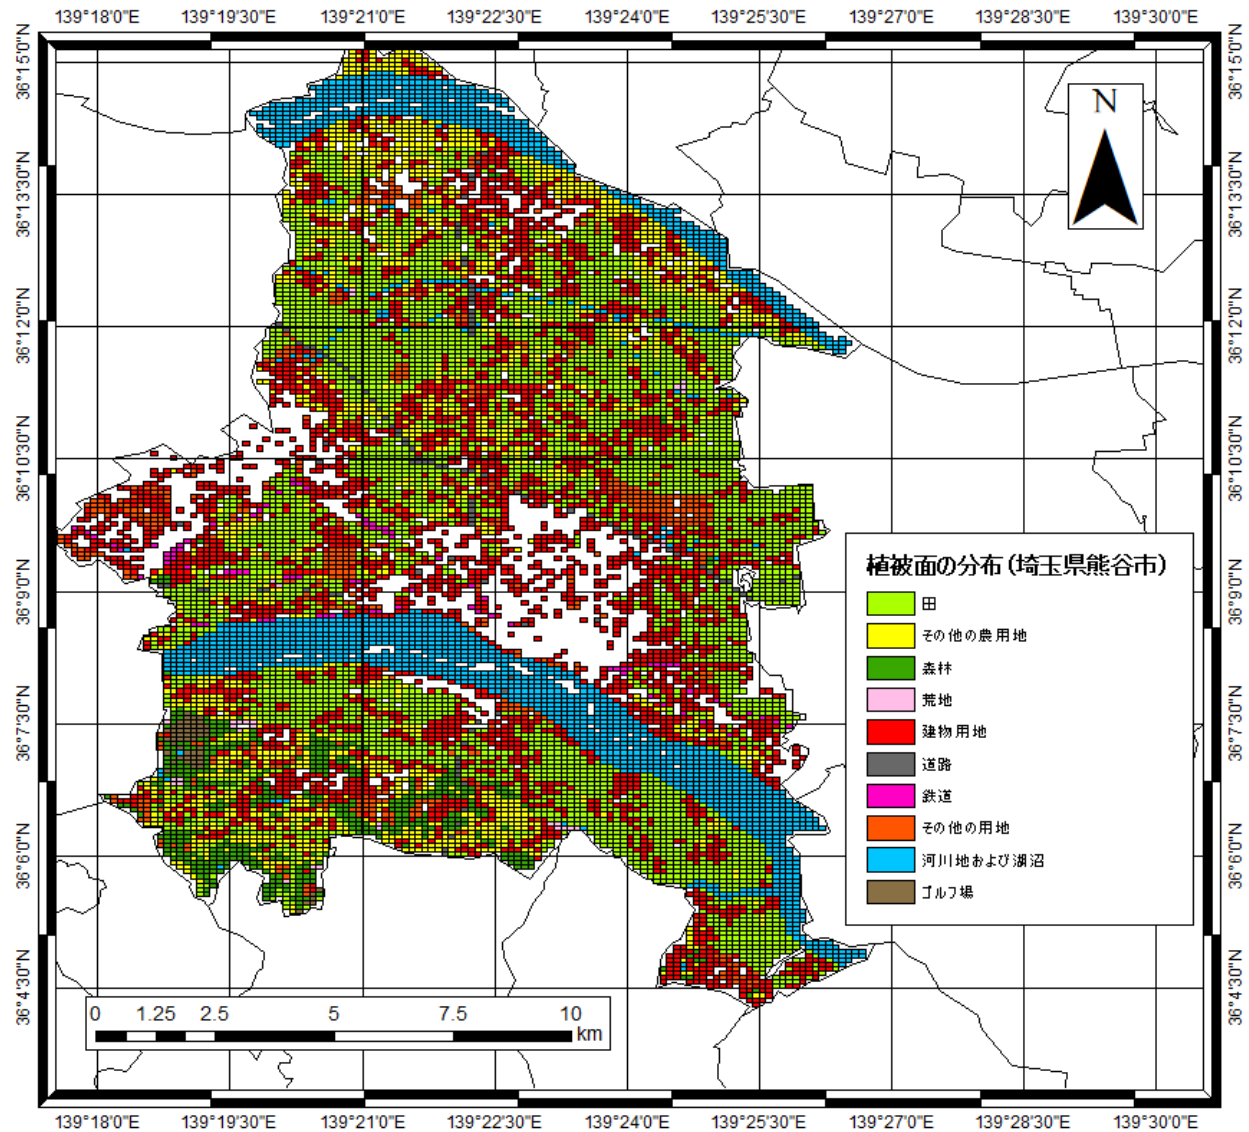 139°18'0"E 139°19'30"E 139°21'0"E 139°22'30"E 139°24'0"E 139°25'30"E 139°27'0"E 139°28'30"E 139°30'0"E
36°15'0"N 36°15'0"N
N
36°13'30"N 36°13'30"N
36°12'0"N 36°12'0"N
36°10'30"N 36°10'30"N
36°9'0"N 36°9'0"N
植被面の分布(埼玉県熊谷市)
田
その他の農用地
森林
荒地
建物用地
道路
鉄道
その他の用地
河川地および湖沼
ゴルフ場
36°7'30"N 36°7'30"N
36°6'0"N 36°6'0"N
36°4'30"N 36°4'30"N
0 1.25 2.5 5 7.5 10
km
139°18'0"E 139°19'30"E 139°21'0"E 139°22'30"E 139°24'0"E 139°25'30"E 139°27'0"E 139°28'30"E 139°30'0"E